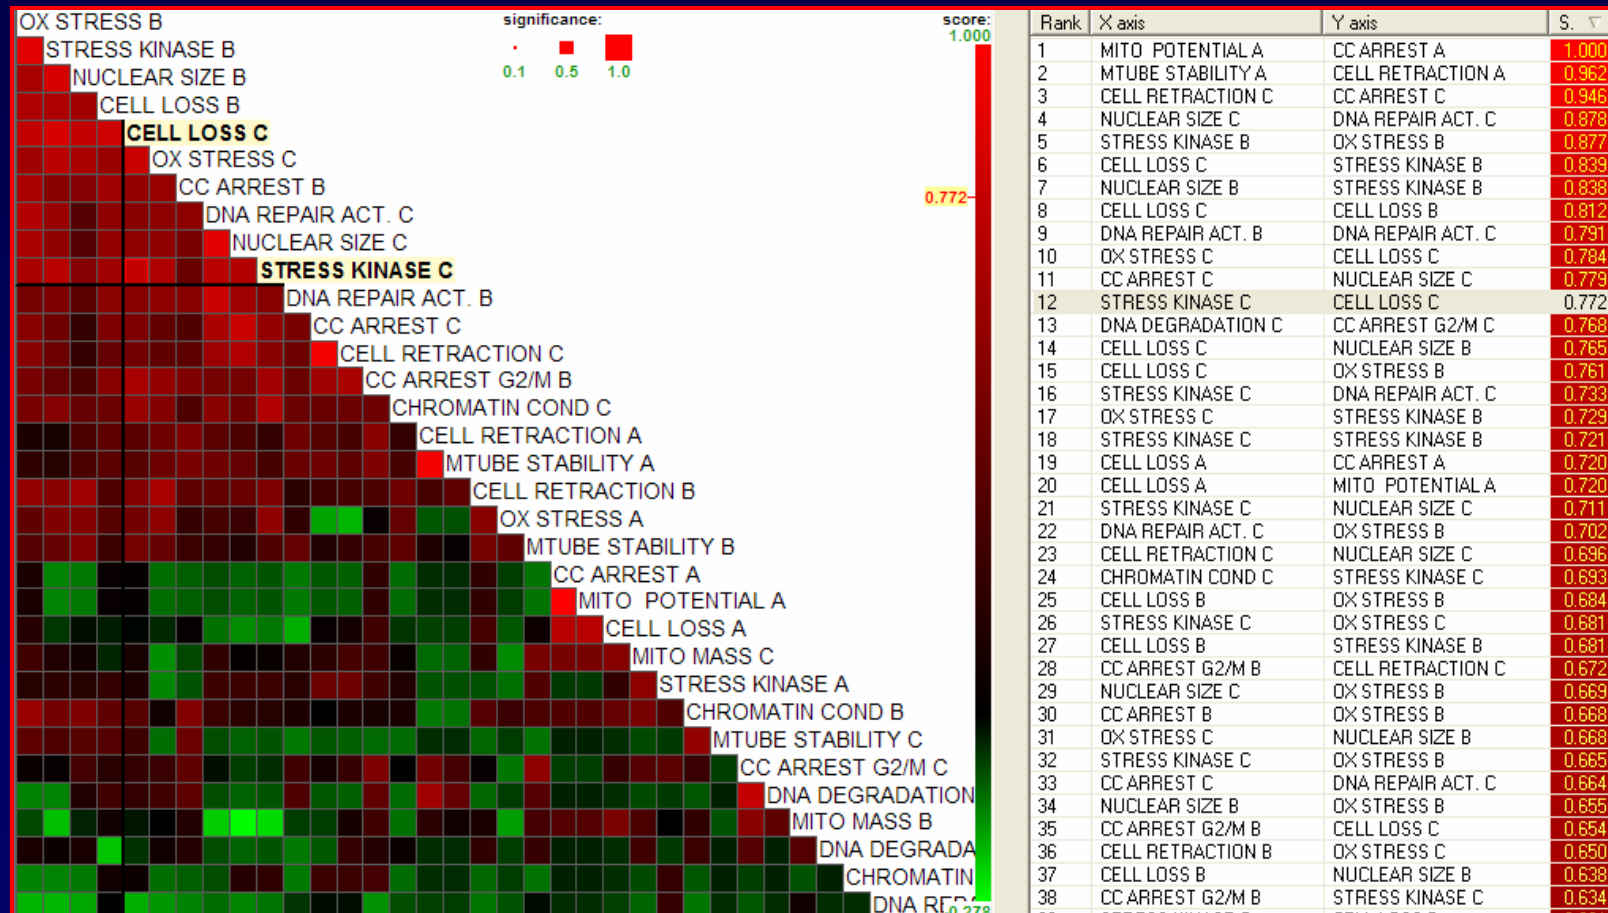 OX STRESS B
STRESS KINASE B
NUCLEAR SIZE B
CELL LOSS B
CELL LOSS C
OX STRESS C
CC ARREST B
DNA REPAIR ACT. C
NUCLEAR SIZE C
STRESS KINASE C
DNA REPAIR ACT. B
CC ARREST C
CELL RETRACTION C
CC ARREST G2/M B
CHROMATIN COND C
CELL RETRACTION A
MTUBE STABILITY A
CELL RETRACTION B
OX STRESS A
MTUBE STABILITY B
CC ARREST A
MITO POTENTIAL A
CELL LOSS A
MITO MASS C
STRESS KINASE A
CHROMATIN COND B
MTUBE STABILITY C
CC ARREST G2/M C
DNA DEGRADATION
MITO MASS B
DNA DEGRADA
CHROMATIN
DNA
significance:
0.1 0.5 1.0
score:
1.000
0.772
-0.278
Rank X axis Y axis S.
1 MITO POTENTIAL A CC ARREST A 1.000
2 MTUBE STABILITY A CELL RETRACTION A 0.962
3 CELL RETRACTION C CC ARREST C 0.946
4 NUCLEAR SIZE C DNA REPAIR ACT. C 0.878
5 STRESS KINASE B OX STRESS B 0.877
6 CELL LOSS C STRESS KINASE B 0.839
7 NUCLEAR SIZE B STRESS KINASE B 0.838
8 CELL LOSS C CELL LOSS B 0.812
9 DNA REPAIR ACT. B DNA REPAIR ACT. C 0.791
10 OX STRESS C CELL LOSS C 0.784
11 CC ARREST C NUCLEAR SIZE C 0.779
12 STRESS KINASE C CELL LOSS C 0.772
13 DNA DEGRADATION C CC ARREST G2/M C 0.768
14 CELL LOSS C NUCLEAR SIZE B 0.765
15 CELL LOSS C OX STRESS B 0.761
16 STRESS KINASE C DNA REPAIR ACT. C 0.733
17 OX STRESS C STRESS KINASE B 0.729
18 STRESS KINASE C STRESS KINASE B 0.721
19 CELL LOSS A CC ARREST A 0.720
20 CELL LOSS A MITO POTENTIAL A 0.720
21 STRESS KINASE C NUCLEAR SIZE C 0.711
22 DNA REPAIR ACT. C OX STRESS B 0.702
23 CELL RETRACTION C NUCLEAR SIZE C 0.696
24 CHROMATIN COND C STRESS KINASE C 0.693
25 CELL LOSS B OX STRESS B 0.684
26 STRESS KINASE C OX STRESS C 0.681
27 CELL LOSS B STRESS KINASE B 0.681
28 CC ARREST G2/M B CELL RETRACTION C 0.672
29 NUCLEAR SIZE C OX STRESS B 0.669
30 CC ARREST B OX STRESS B 0.668
31 OX STRESS C NUCLEAR SIZE B 0.668
32 STRESS KINASE C OX STRESS B 0.665
33 CC ARREST C DNA REPAIR ACT. C 0.664
34 NUCLEAR SIZE B OX STRESS B 0.655
35 CC ARREST G2/M B CELL LOSS C 0.654
36 CELL RETRACTION B OX STRESS C 0.650
37 CELL LOSS B NUCLEAR SIZE B 0.638
38 CC ARREST G2/M B STRESS KINASE C 0.634